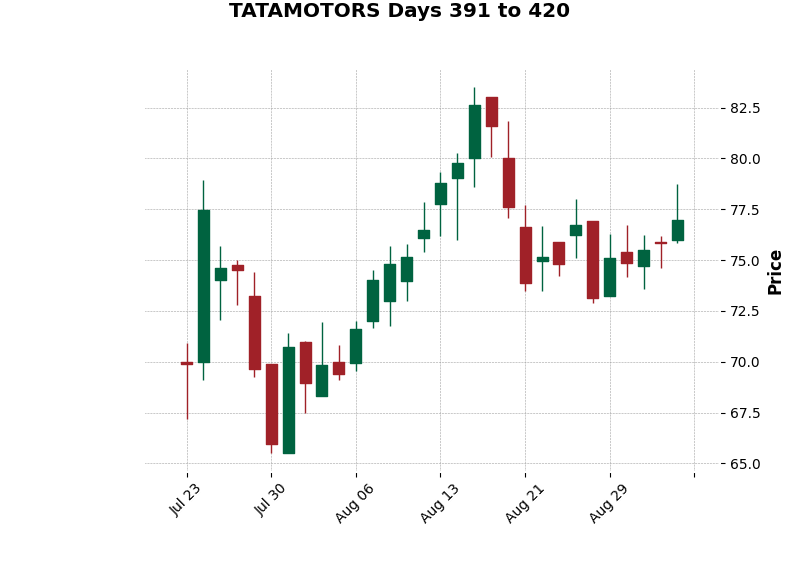 TATAMOTORS Days 391 to 420
82.5
80.0
77.5
75.0
72.5
70.0
67.5
65.0
Price
Jul 23
Jul 30
Aug 06
Aug 13
Aug 21
Aug 29